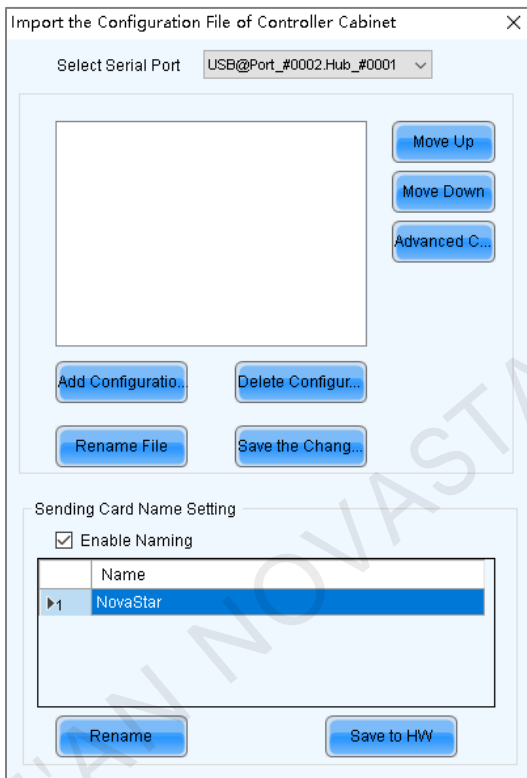 Import the Configuration File of Controller Cabinet
Select Serial Port USB@Port_#0002.Hub_#0001
Move Up
Move Down
Advanced C...
Add Configuratio...
Delete Configur...
Rename File
Save the Chang...
Sending Card Name Setting
Enable Naming
Name
1 NovaStar
Rename
Save to HW
'AN NOVASTA